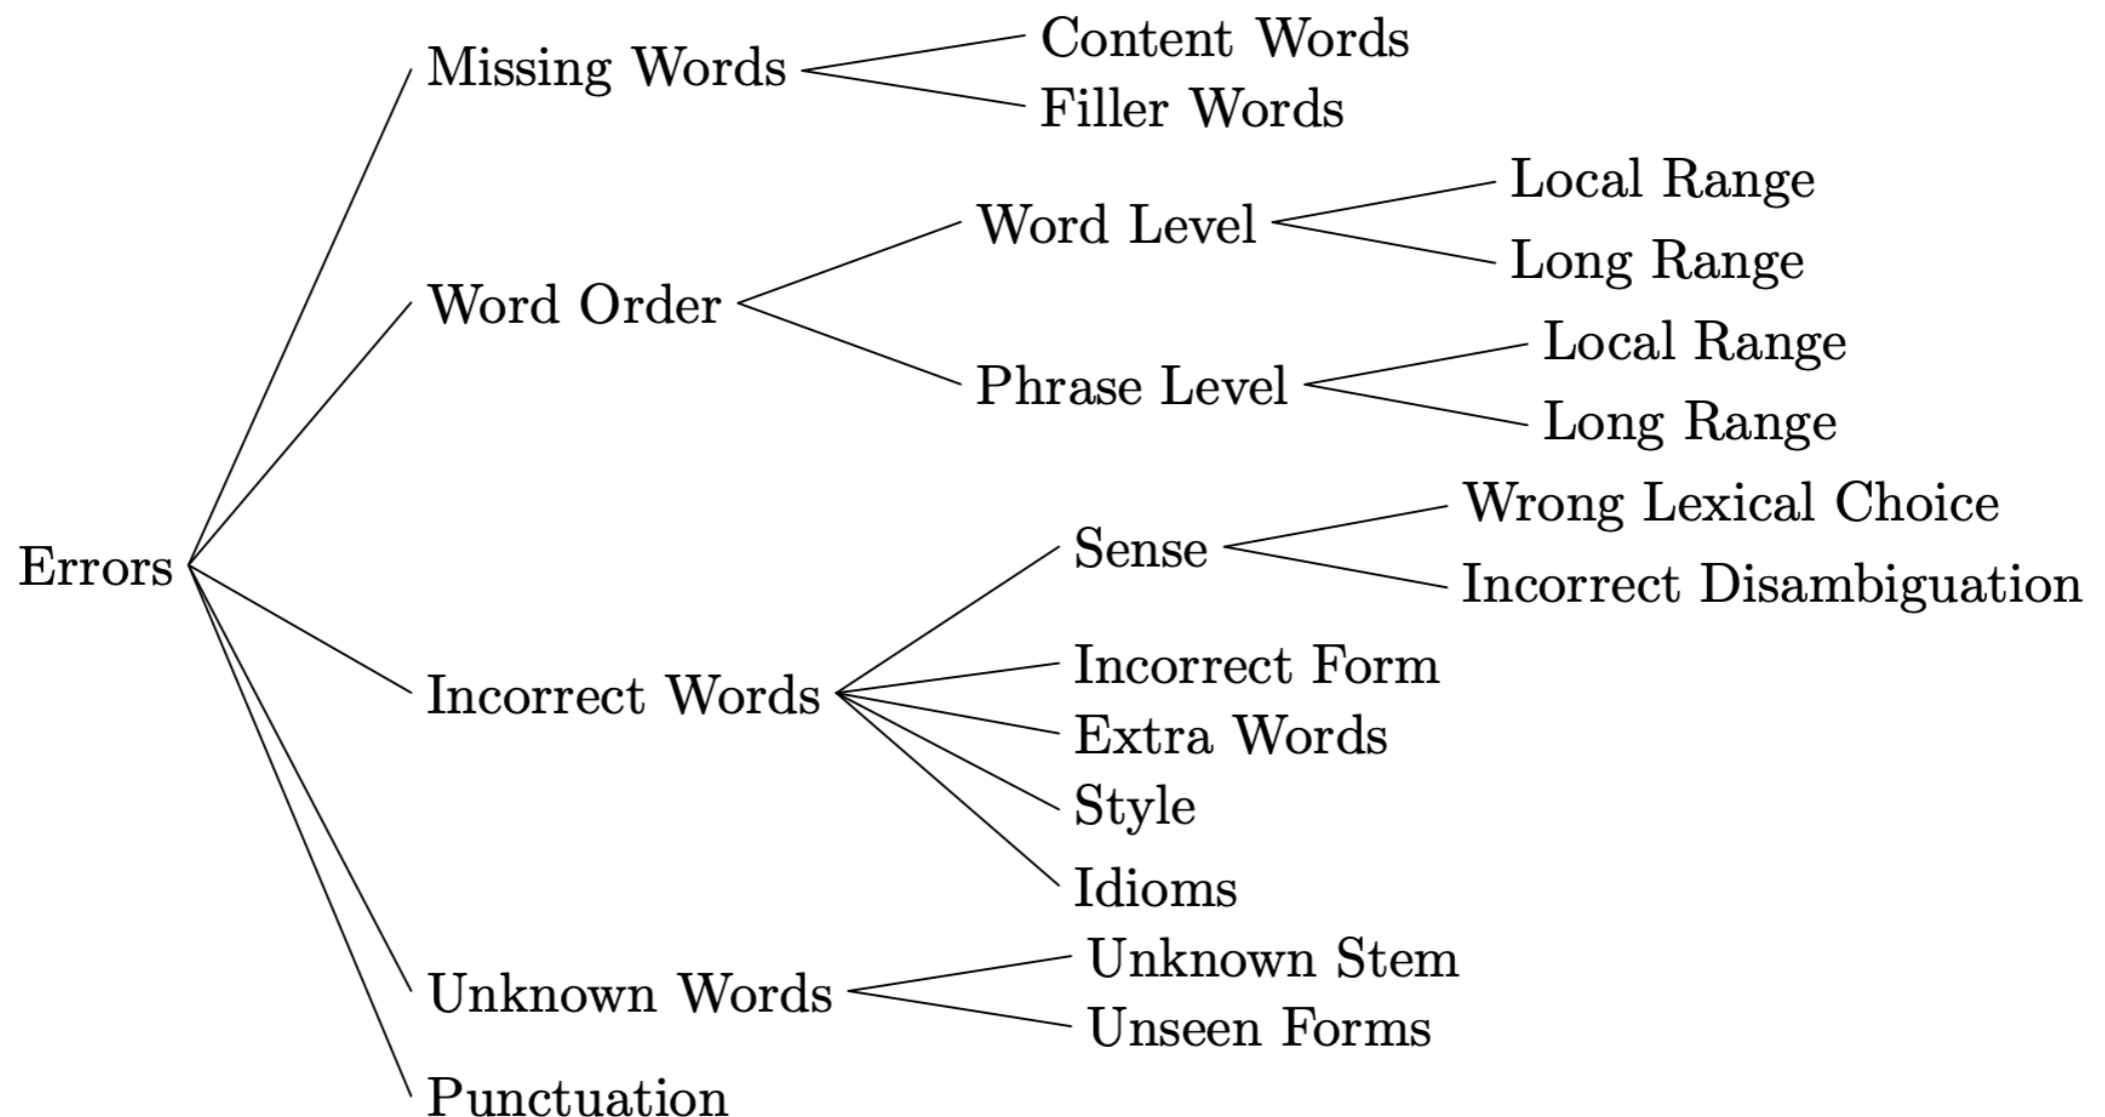 Errors
Missing Words
Content Words
Filler Words
Word Order
Word Level
Local Range
Long Range
Phrase Level
Local Range
Long Range
Incorrect Words
Sense
Wrong Lexical Choice
Incorrect Disambiguation
Incorrect Form
Extra Words
Style
Idioms
Unknown Words
Unknown Stem
Unseen Forms
Punctuation